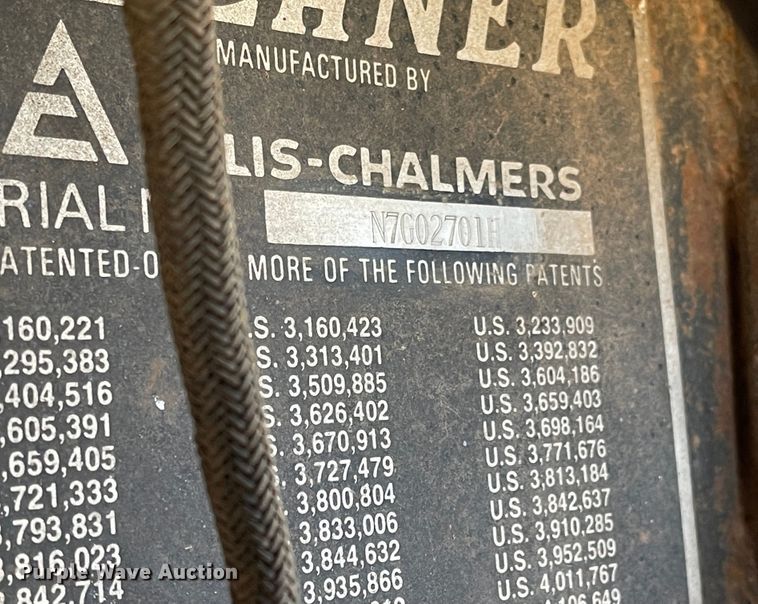 CHNER
MANUFACTURED BY
LIS-CHALMERS
RIAL N7G02701H
ATENTED-O MORE OF THE FOLLOWING PATENTS
160,221 .S. 3,160,423 U.S. 3,233,909
,295,383 .S. 3,313,401 U.S. 3,392,832
,404,516 S. 3,509,885 U.S. 3,604,186
,605,391 S. 3,626,402 U.S. 3,659,403
,659,405 S. 3,670,913 U.S. 3,698,164
,721,333 3,727,479 U.S. 3,771,676
,793,831 3,800,804 U.S. 3,813,184
,816,023 3,833,006 U.S. 3,842,637
,842,714 3,844,632 U.S. 3,910,285
3,935,866 U.S. 3,952,509
U.S. 4,011,767
Purple Wave Auction